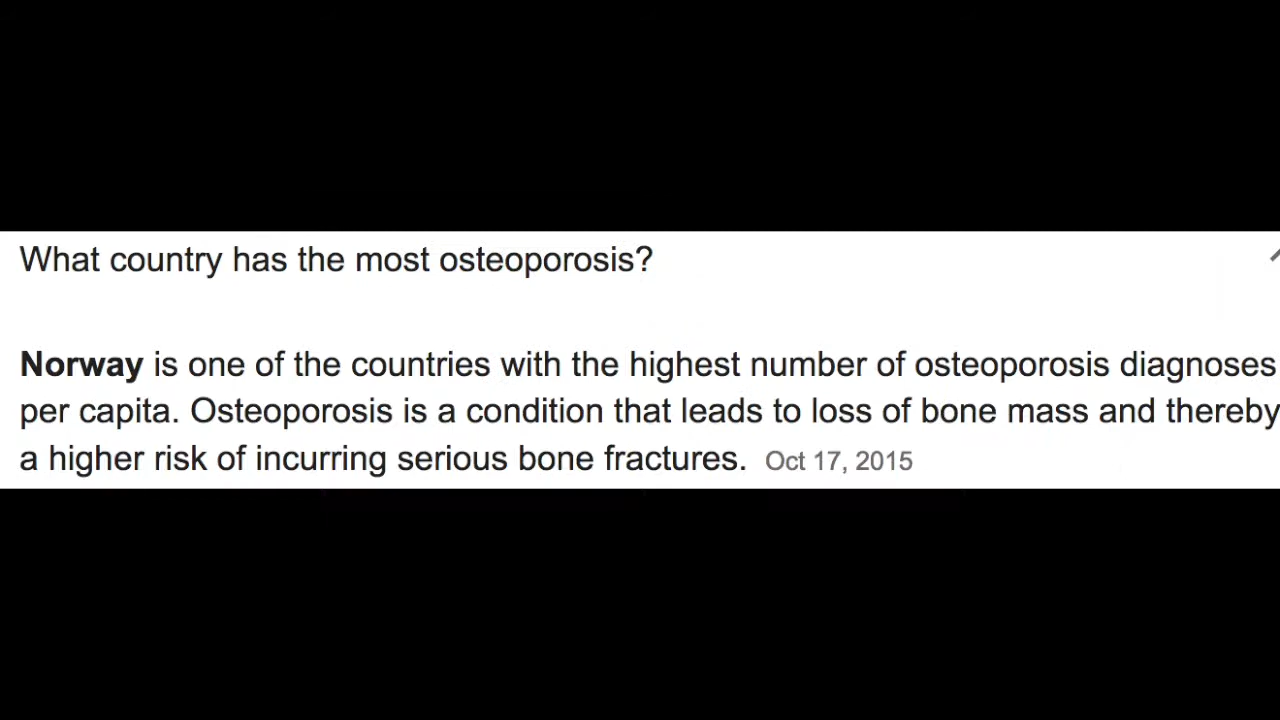 What country has the most osteoporosis?
Norway is one of the countries with the highest number of osteoporosis diagnoses
per capita. Osteoporosis is a condition that leads to loss of bone mass and thereby
a higher risk of incurring serious bone fractures. Oct 17, 2015